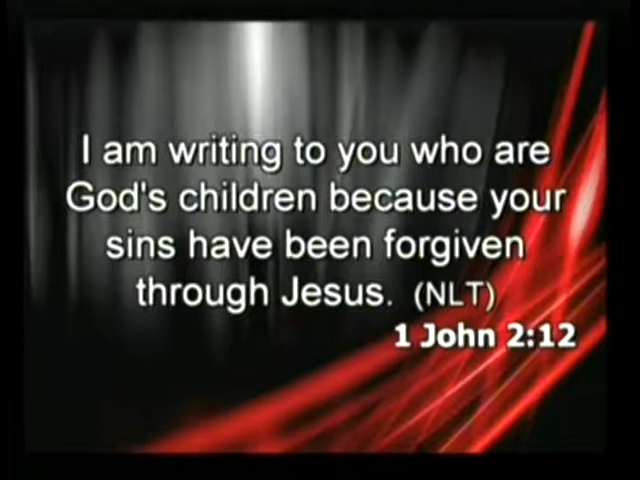 I am writing to you who are
God's children because your
sins have been forgiven
through Jesus. (NLT)
1 John 2:12